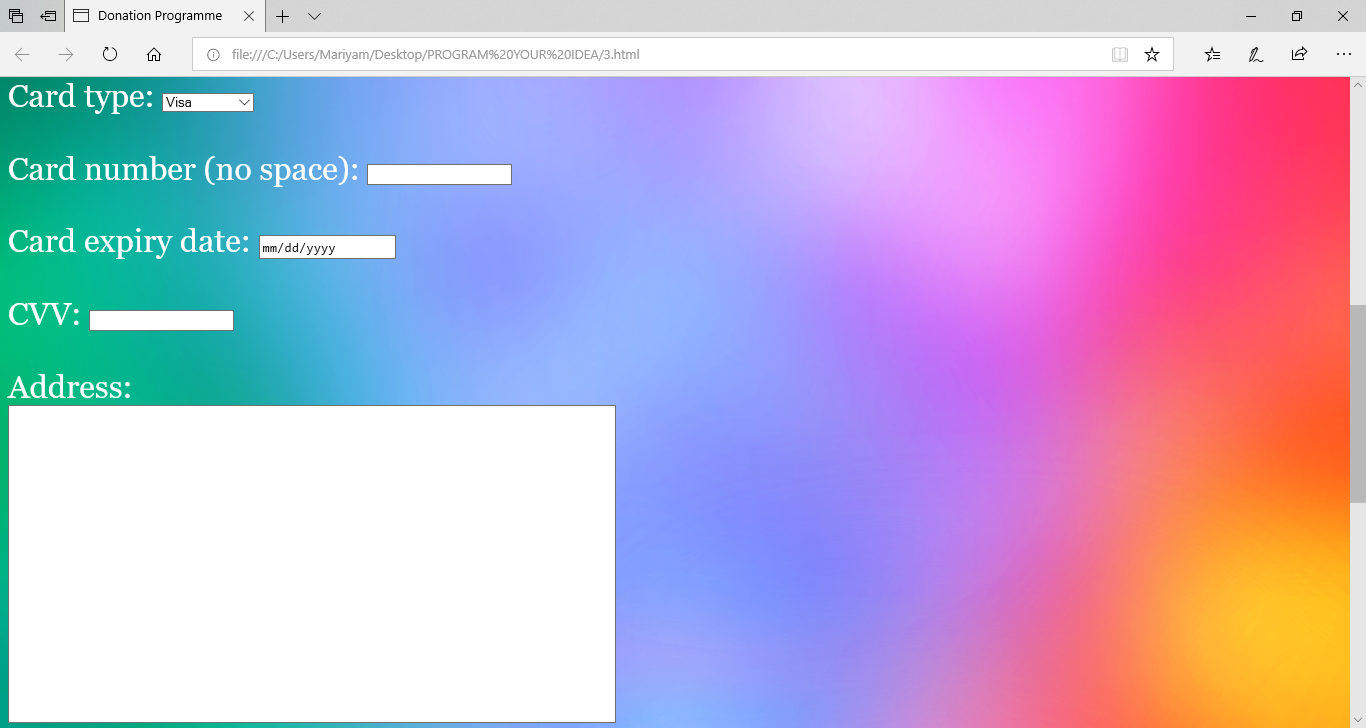 Donation Programme
file:///C:/Users/Mariyam/Desktop/PROGRAM%20YOUR%20IDEA/3.html
Card type: Visa
Card number (no space):
Card expiry date: mm/dd/yyyy
CVV:
Address: